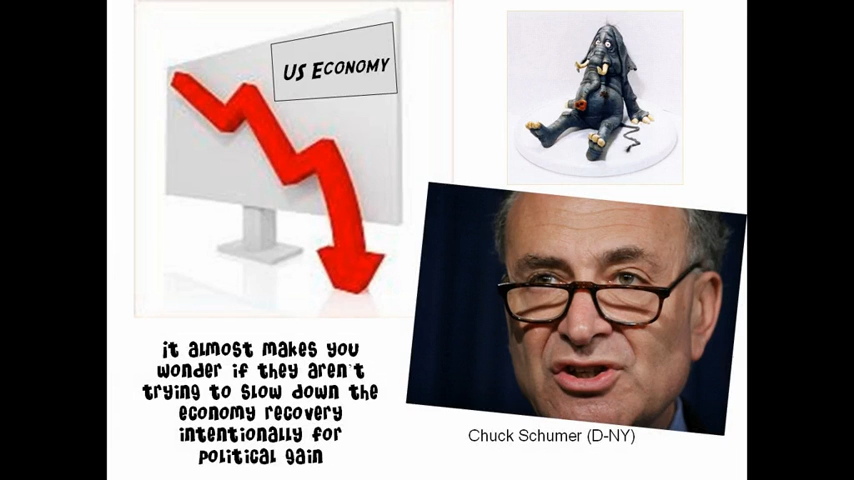 US Economy
it almost makes you
wonder if they aren't
trying to slow down the
economy recovery
intentionally for
political gain
Chuck Schumer (D-NY)